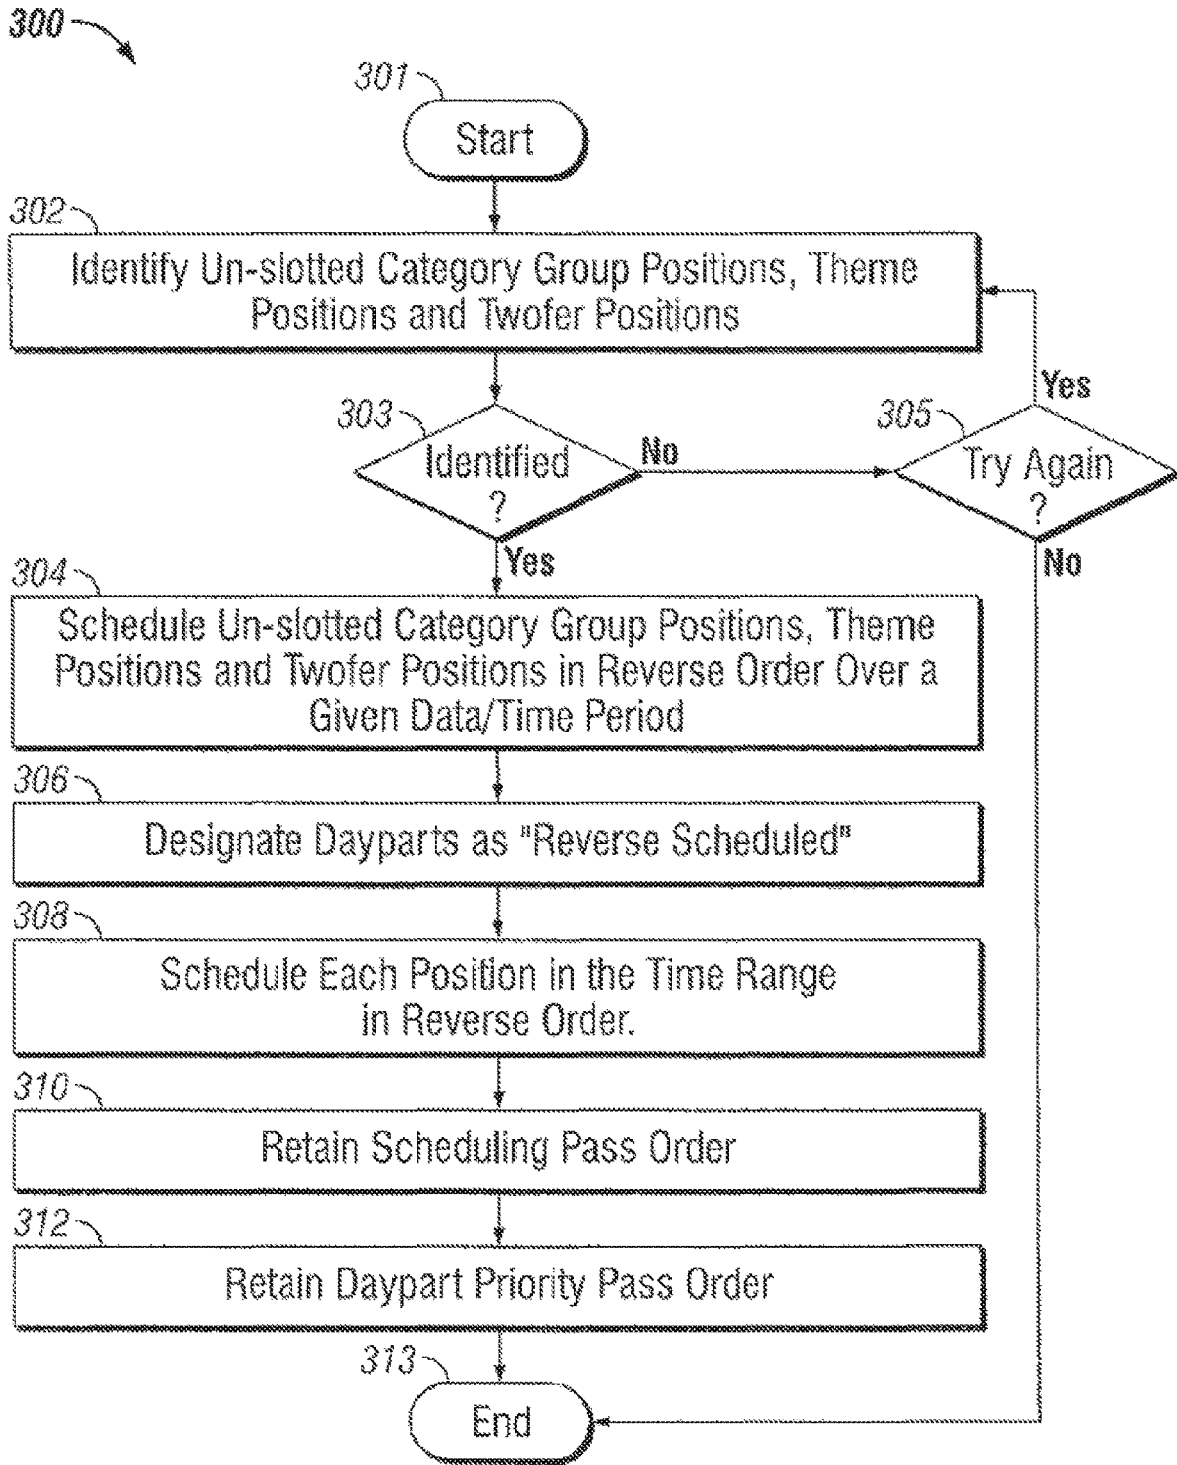 300
301
Start
302
Identify Un-slotted Category Group Positions, Theme
Positions and Twofer Positions
Yes
303
305
Identified
?
No
Try Again
?
Yes
No
304
Schedule Un-slotted Category Group Positions, Theme
Positions and Twofer Positions in Reverse Order Over a
Given Data/Time Period
306
Designate Dayparts as "Reverse Scheduled"
308
Schedule Each Position in the Time Range
in Reverse Order.
310
Retain Scheduling Pass Order
312
Retain Daypart Priority Pass Order
313
End